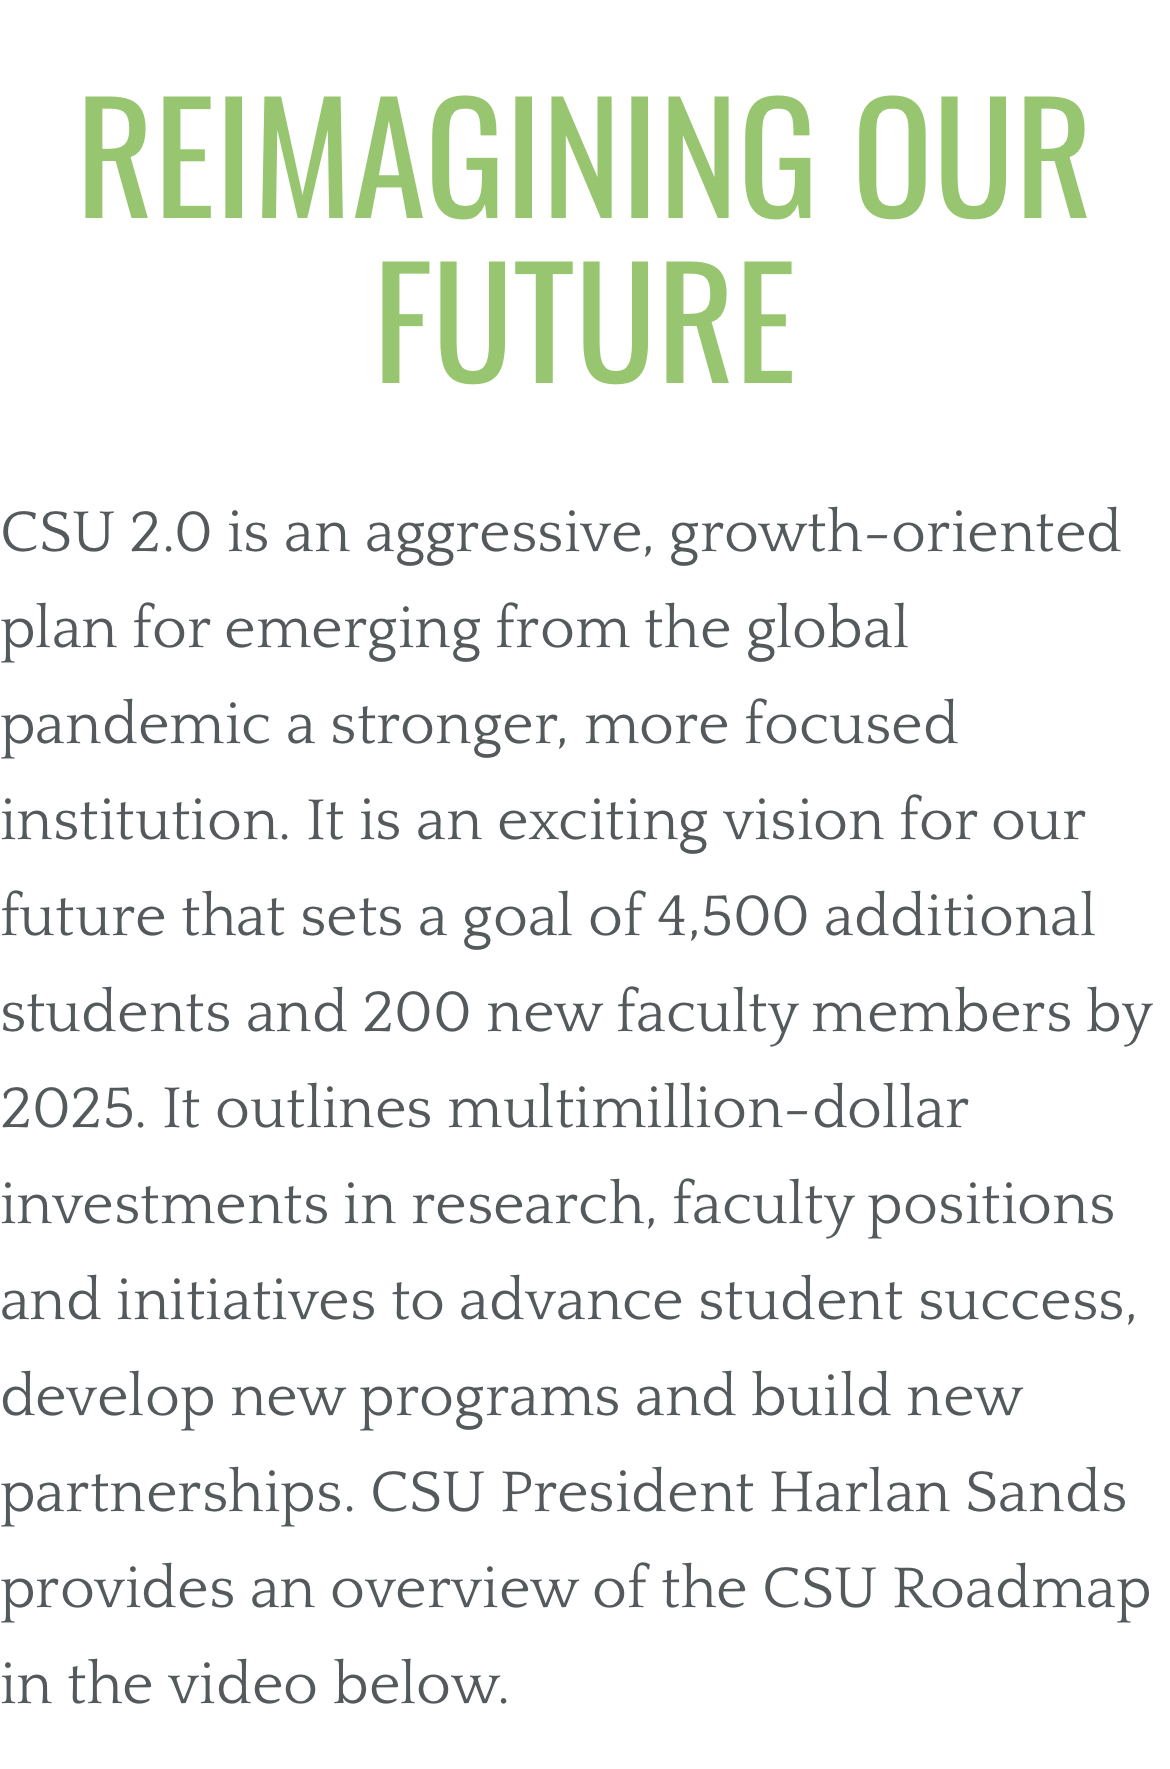 REIMAGINING OUR
FUTURE
CSU 2.0 is an aggressive, growth-oriented
plan for emerging from the global
pandemic a stronger, more focused
institution. It is an exciting vision for our
future that sets a goal of 4,500 additional
students and 200 new faculty members by
2025. It outlines multimillion-dollar
investments in research, faculty positions
and initiatives to advance student success,
develop new programs and build new
partnerships. CSU President Harlan Sands
provides an overview of the CSU Roadmap
in the video below.